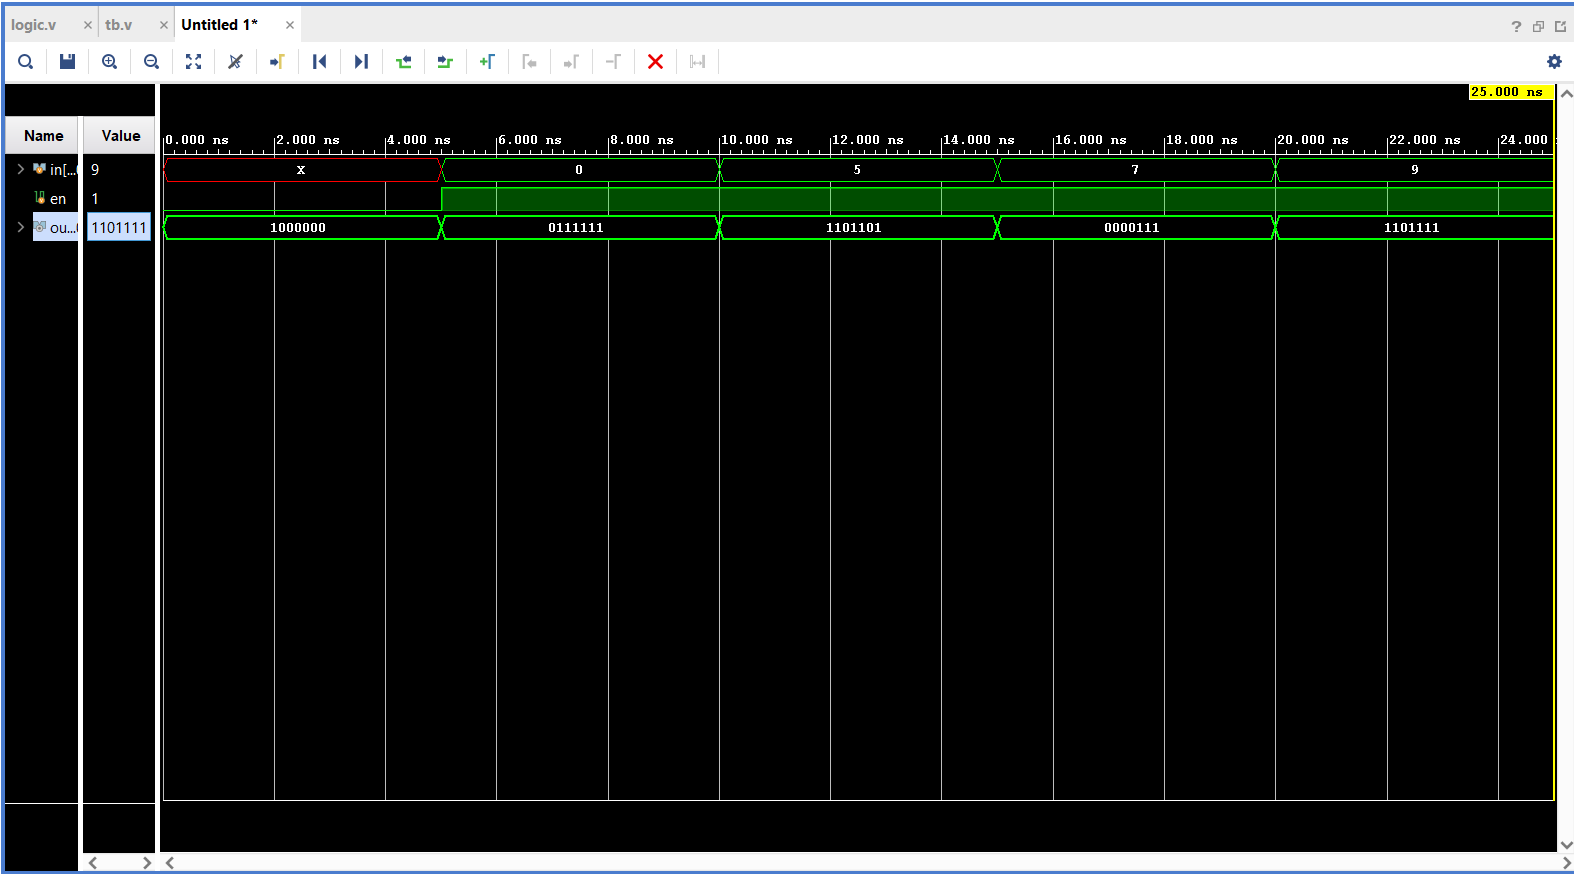 logic.v × tb.v × Untitled 1* ×
?
25.000 ns
Name Value
0.000 ns 2.000 ns 4.000 ns 6.000 ns 8.000 ns 10.000 ns 12.000 ns 14.000 ns 16.000 ns 18.000 ns 20.000 ns 22.000 ns 24.000
in[... 9 X 0 5 7 9
en 1
ou... 1101111 1000000 0111111 1101101 0000111 1101111